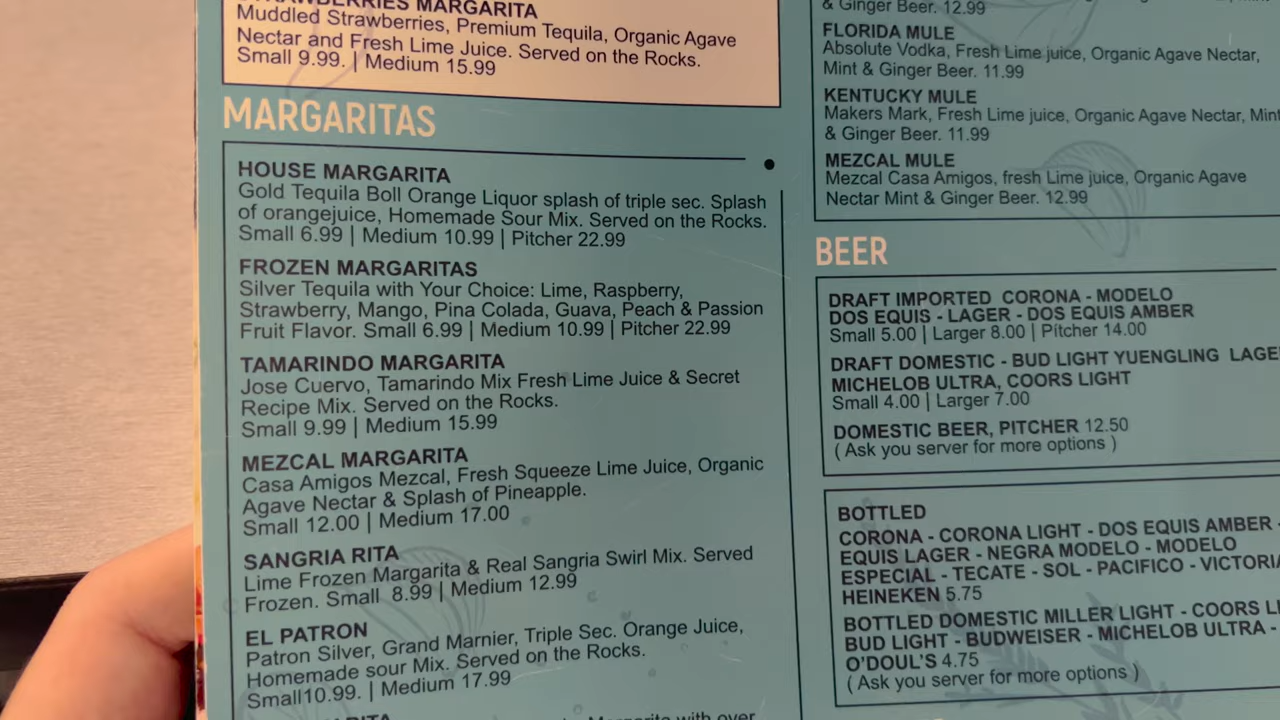 STRAWBERRIES MARGARITA
Muddled Strawberries, Premium Tequila, Organic Agave
Nectar and Fresh Lime Juice. Served on the Rocks.
Small 9.99. | Medium 15.99
MARGARITAS
HOUSE MARGARITA
Gold Tequila Boll Orange Liquor splash of triple sec. Splash
of orangejuice, Homemade Sour Mix. Served on the Rocks.
Small 6.99 | Medium 10.99 | Pitcher 22.99
FROZEN MARGARITAS
Silver Tequila with Your Choice: Lime, Raspberry,
Strawberry, Mango, Pina Colada, Guava, Peach & Passion
Fruit Flavor. Small 6.99 | Medium 10.99 | Pitcher 22.99
TAMARINDO MARGARITA
Jose Cuervo, Tamarindo Mix Fresh Lime Juice & Secret
Recipe Mix. Served on the Rocks.
Small 9.99 | Medium 15.99
MEZCAL MARGARITA
Casa Amigos Mezcal, Fresh Squeeze Lime Juice, Organic
Agave Nectar & Splash of Pineapple.
Small 12.00 | Medium 17.00
SANGRIA RITA
Lime Frozen Margarita & Real Sangria Swirl Mix. Served
Frozen. Small 8.99 | Medium 12.99
EL PATRON
Patron Silver, Grand Marnier, Triple Sec. Orange Juice,
Homemade sour Mix. Served on the Rocks.
Small10.99. | Medium 17.99
Margarita with over
& Ginger Beer. 12.99
FLORIDA MULE
Absolute Vodka, Fresh Lime juice, Organic Agave Nectar,
Mint & Ginger Beer. 11.99
KENTUCKY MULE
Makers Mark, Fresh Lime juice, Organic Agave Nectar, Mint
& Ginger Beer. 11.99
MEZCAL MULE
Mezcal Casa Amigos, fresh Lime juice, Organic Agave
Nectar Mint & Ginger Beer. 12.99
BEER
DRAFT IMPORTED CORONA - MODELO
DOS EQUIS - LAGER - DOS EQUIS AMBER
Small 5.00 | Larger 8.00 | Pitcher 14.00
DRAFT DOMESTIC - BUD LIGHT YUENGLING LAGE
MICHELOB ULTRA, COORS LIGHT
Small 4.00 | Larger 7.00
DOMESTIC BEER, PITCHER 12.50
( Ask you server for more options )
BOTTLED
CORONA - CORONA LIGHT - DOS EQUIS AMBER -
EQUIS LAGER - NEGRA MODELO - MODELO
ESPECIAL - TECATE - SOL - PACIFICO - VICTORIA
HEINEKEN 5.75
BOTTLED DOMESTIC MILLER LIGHT - COORS LI
BUD LIGHT - BUDWEISER - MICHELOB ULTRA -
O'DOUL'S 4.75
( Ask you server for more options )